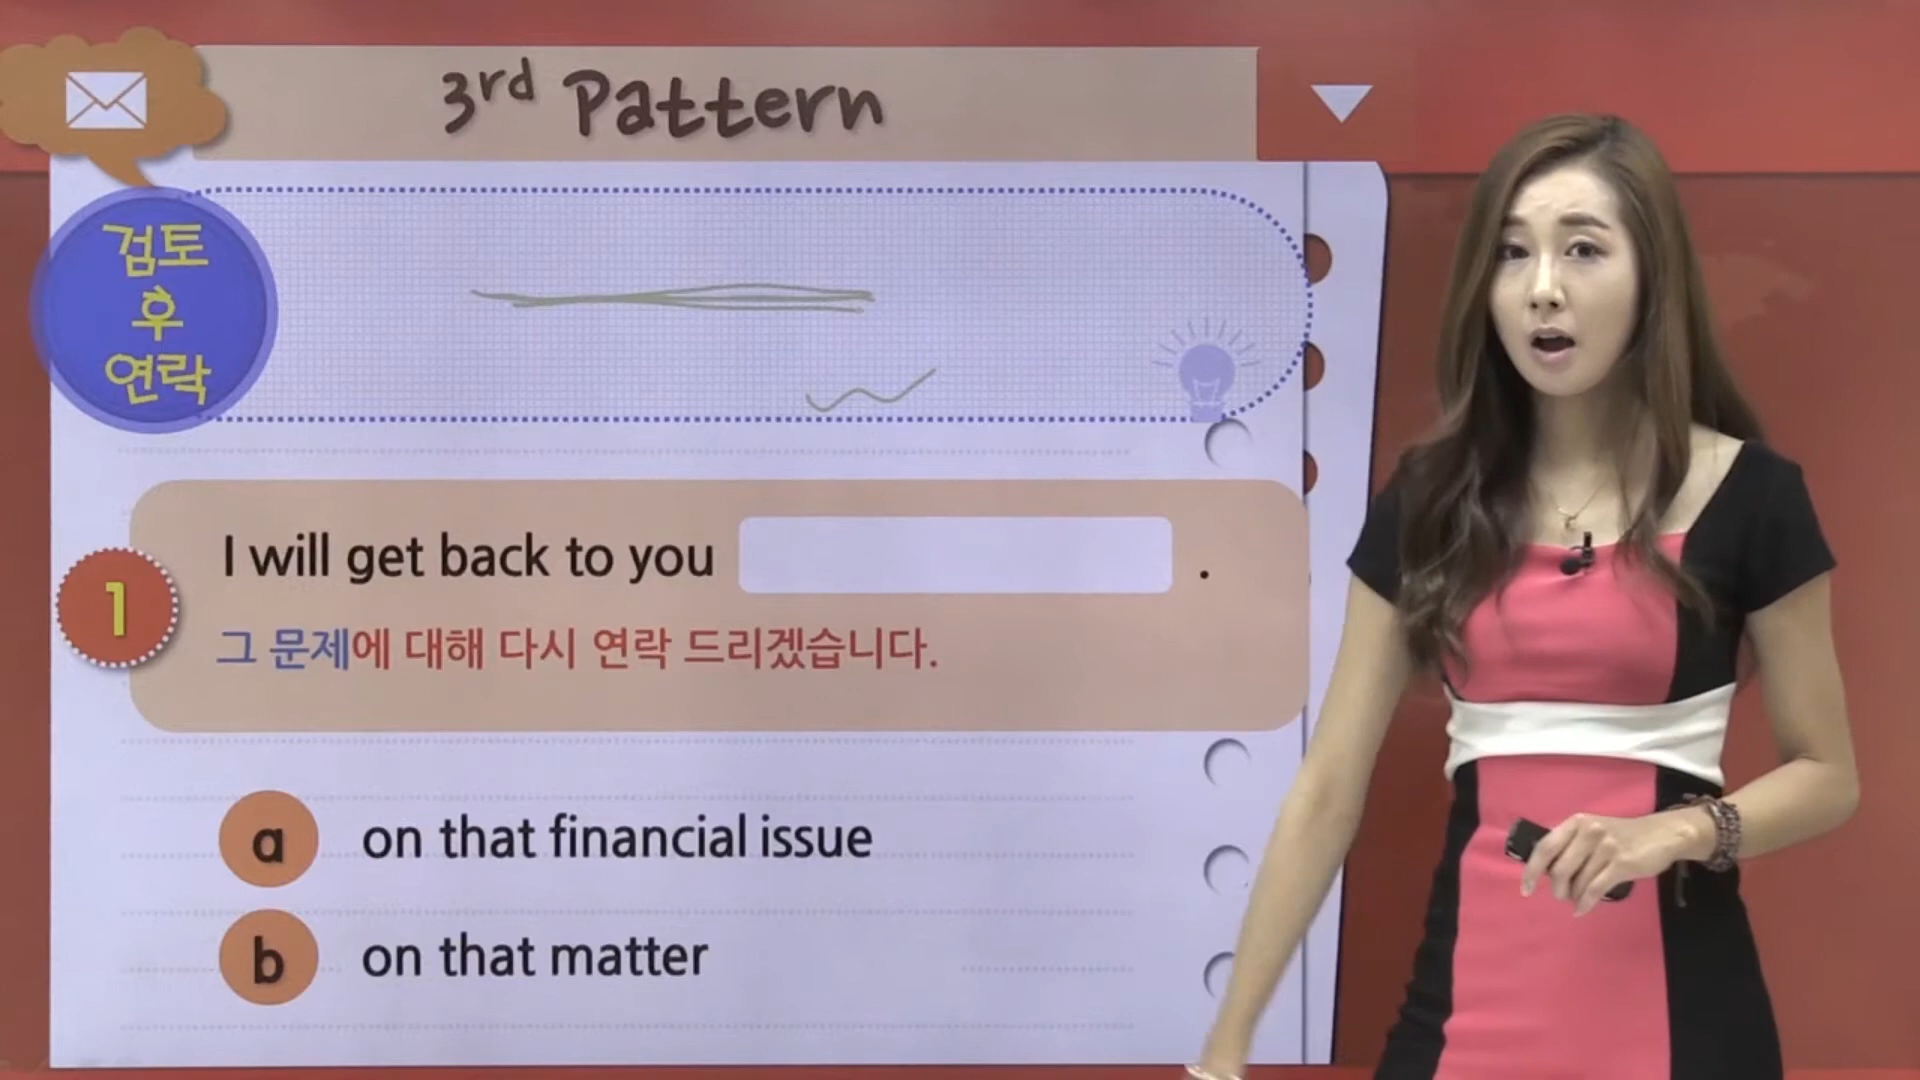 3rd Pattern
검토
후
연락
I will get back to you .
1
그 문제에 대해 다시 연락 드리겠습니다.
a on that financial issue
b on that matter